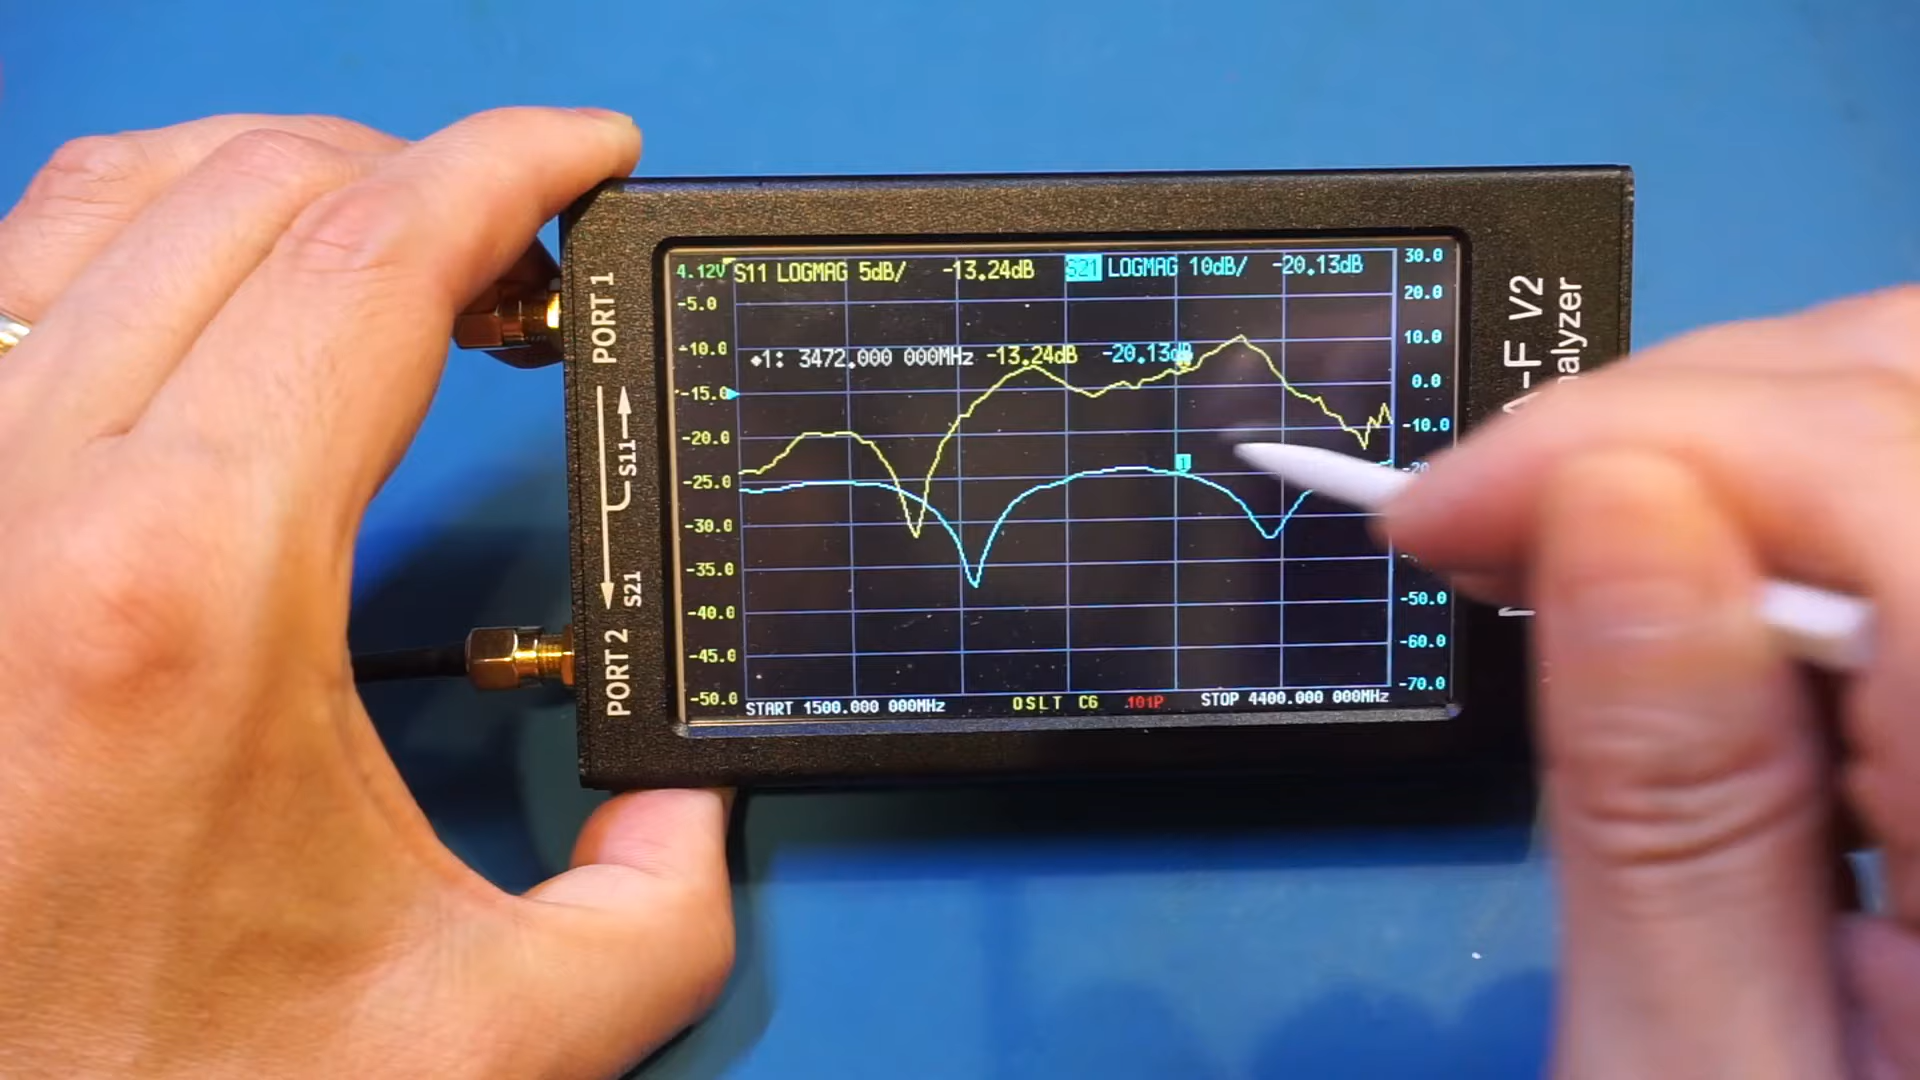 4.12V S11 LOGMAG 5dB/ -13.24dB S21 LOGMAG 10dB/ -20.13dB
1: 3472.000 000MHz -13.24dB -20.13dB
-5.0
-10.0
-15.0
-20.0
-25.0
-30.0
-35.0
-40.0
-45.0
-50.0
30.0
20.0
10.0
0.0
-10.0
-20
-50.0
-60.0
-70.0
1
START 1500.000 000MHz OSLT C6 101P STOP 4400.000 000MHz
PORT 1
S11
S21
PORT 2
-F V2
nalyzer